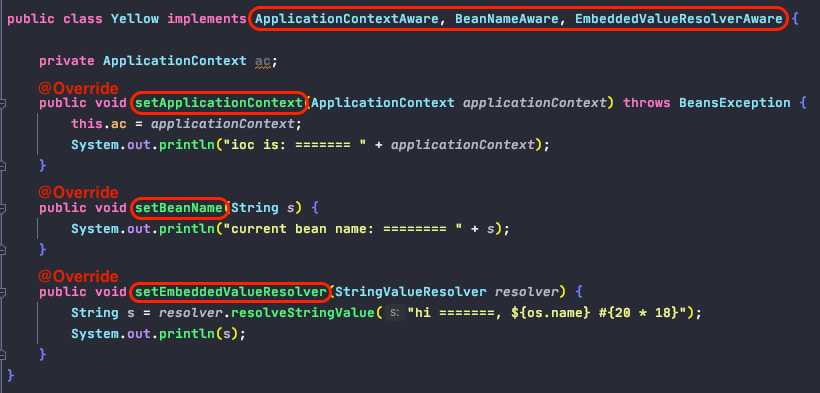 public class Yellow implements ApplicationContextAware, BeanNameAware, EmbeddedValueResolverAware {
private ApplicationContext ac;
@Override
public void setApplicationContext(ApplicationContext applicationContext) throws BeansException {
this.ac = applicationContext;
System.out.println("ioc is: ======= " + applicationContext);
}
@Override
public void setBeanName(String s) {
System.out.println("current bean name: ======== " + s);
}
@Override
public void setEmbeddedValueResolver(StringValueResolver resolver) {
String s = resolver.resolveStringValue( s: "hi =======, ${os.name} #{20 * 18}");
System.out.println(s);
}
}